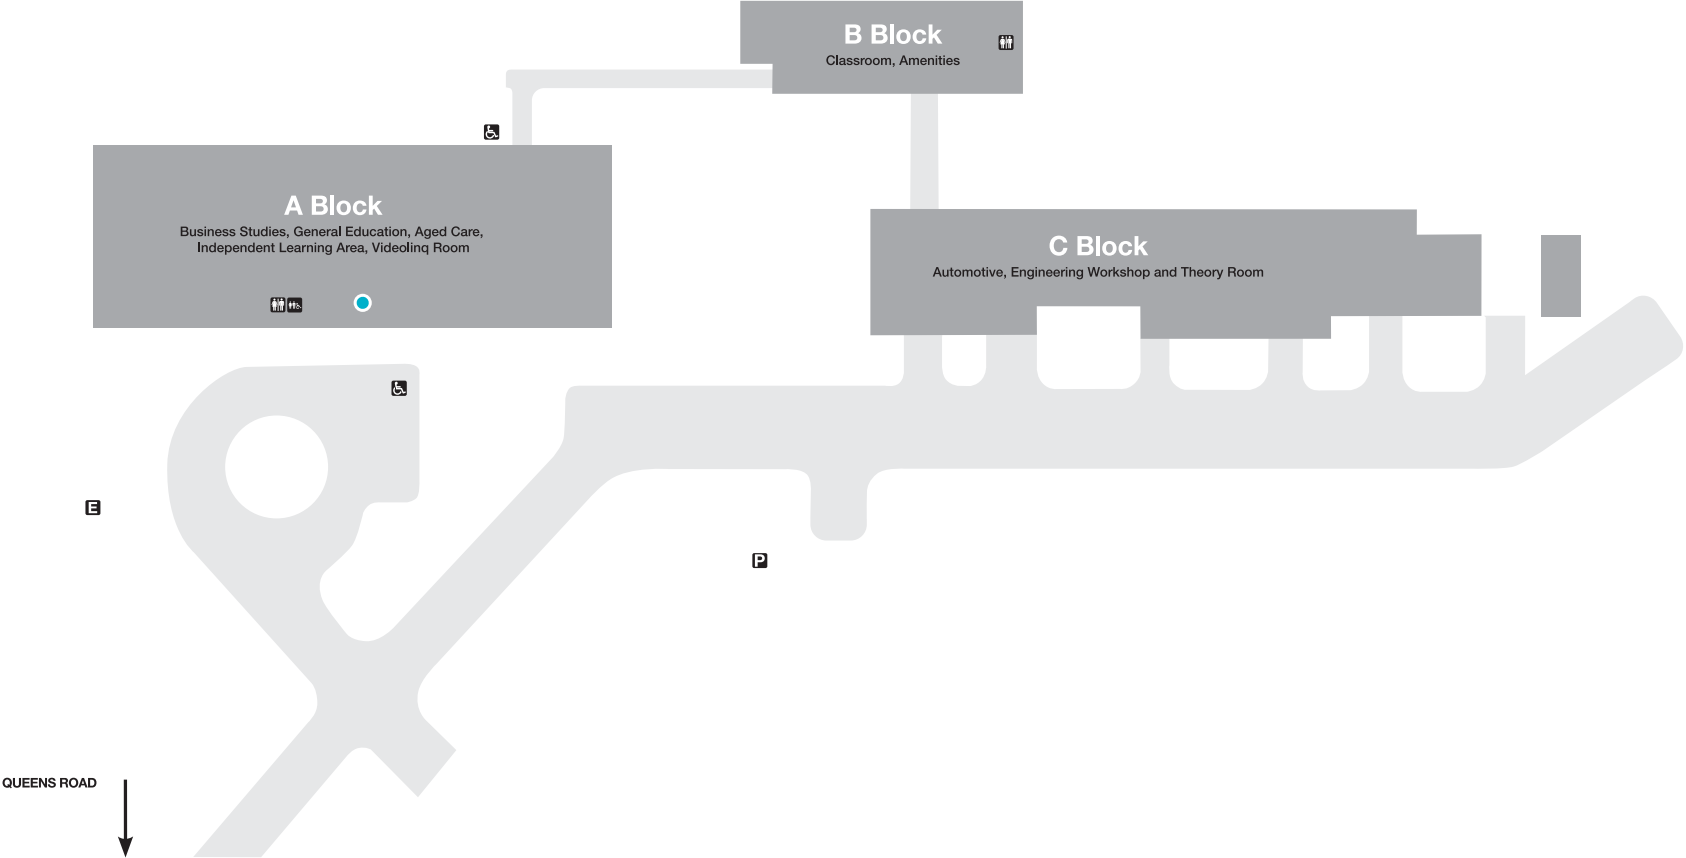 B Block
Classroom, Amenities
A Block
Business Studies, General Education, Aged Care,
Independent Learning Area, Videolinq Room
C Block
Automotive, Engineering Workshop and Theory Room
E
P
QUEENS ROAD